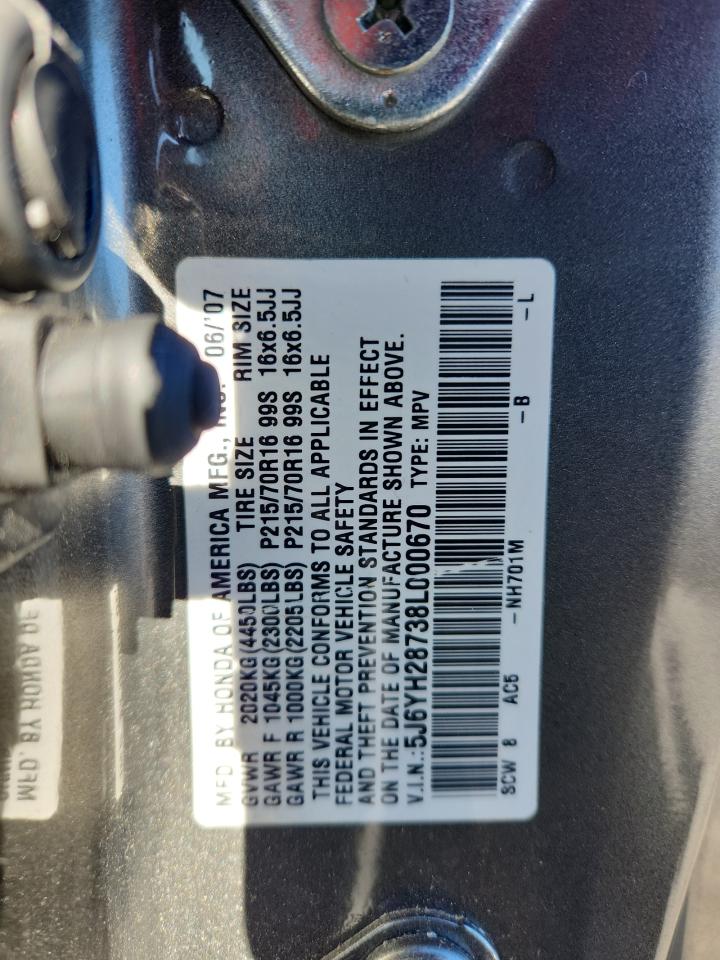 MFD BY HONDA OF AMERICA MFG., INC. 06/'07
GVWR 2020KG(4450LBS) TIRE SIZE RIM SIZE
GAWR F 1045KG(2300LBS) P215/70R16 99S 16x6.5JJ
GAWR R 1000KG(2205LBS) P215/70R16 99S 16x6.5JJ
THIS VEHICLE CONFORMS TO ALL APPLICABLE
FEDERAL MOTOR VEHICLE SAFETY
AND THEFT PREVENTION STANDARDS IN EFFECT
ON THE DATE OF MANUFACTURE SHOWN ABOVE.
V.I.N.:5J6YH28738L000670 TYPE: MPV
SCW 8 AC5 -NH701M -B -L
MFD. BY HONDA OF